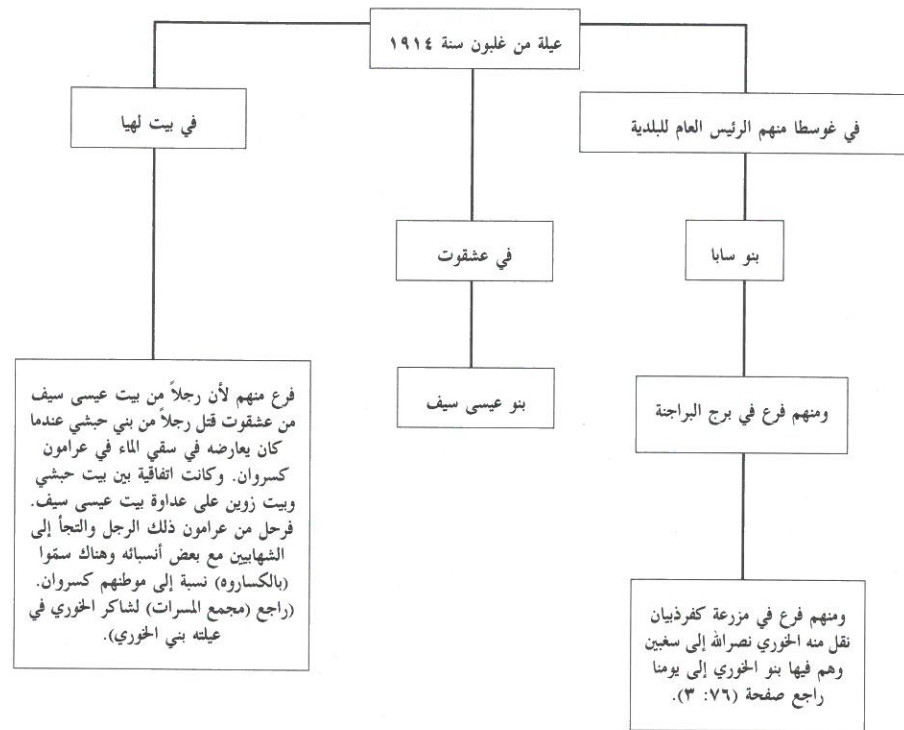 عيلة من غلبون سنة ١٩١٤
في غوسطا منهم الرئيس العام للبلدية
بنو سابا
ومنهم فرع في برج البراجنة
ومنهم فرع في مزرعة كفرذبيان
نقل منه الخوري نصرالله إلى سغبين
وهم فيها بنو الخوري إلى يومنا
راجع صفحة (٧٦: ٣).
في عشقوت
بنو عيسى سيف
في بيت لهيا
فرع منهم لأن رجلاً من بيت عيسى سيف
من عشقوت قتل رجلاً من بني حبشي عندما
كان يعارضه في سقي الماء في عرامون
كسروان. وكانت اتفاقية بين بيت حبشي
وبيت زوين على عداوة بيت عيسى سيف.
فرحل من عرامون ذلك الرجل والتجأ إلى
الشهابيين مع بعض أنسبائه وهناك سمّوا
(بالكساروه) نسبة إلى موطنهم كسروان.
(راجع (مجمع المسرات) لشاكر الخوري في
عيلته بني الخوري).